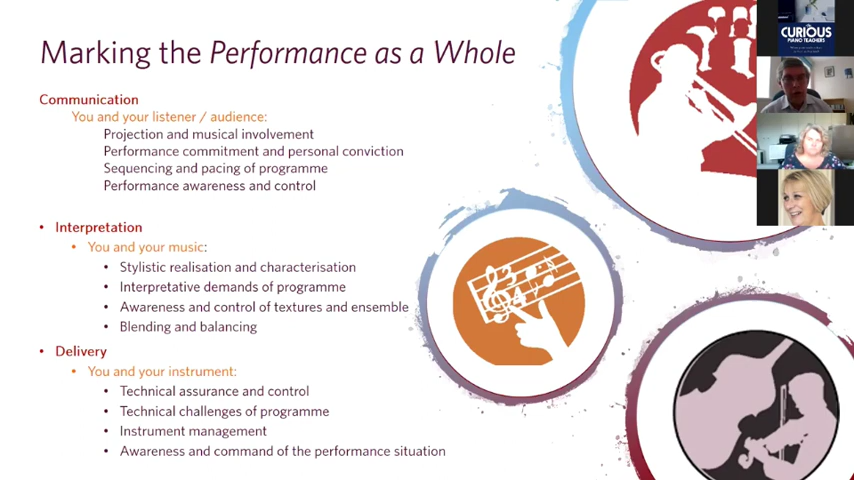 Marking the Performance as a Whole
Communication
You and your listener / audience:
Projection and musical involvement
Performance commitment and personal conviction
Sequencing and pacing of programme
Performance awareness and control
• Interpretation
• You and your music:
• Stylistic realisation and characterisation
• Interpretative demands of programme
• Awareness and control of textures and ensemble
• Blending and balancing
• Delivery
• You and your instrument:
• Technical assurance and control
• Technical challenges of programme
• Instrument management
• Awareness and command of the performance situation
CURIOUS
PIANO TEACHERS